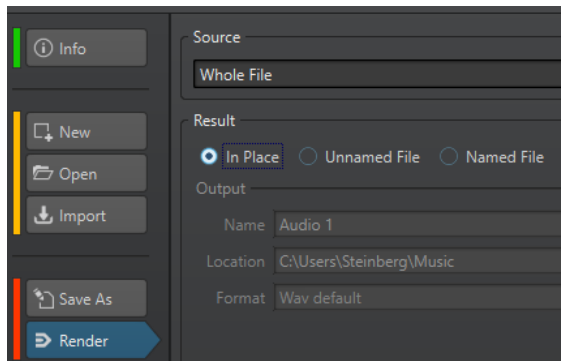 Info
New
Open
Import
Save As
Render
Source
Whole File
Result
In Place Unnamed File Named File
Output
Name Audio 1
Location C:\Users\Steinberg\Music
Format Wav default